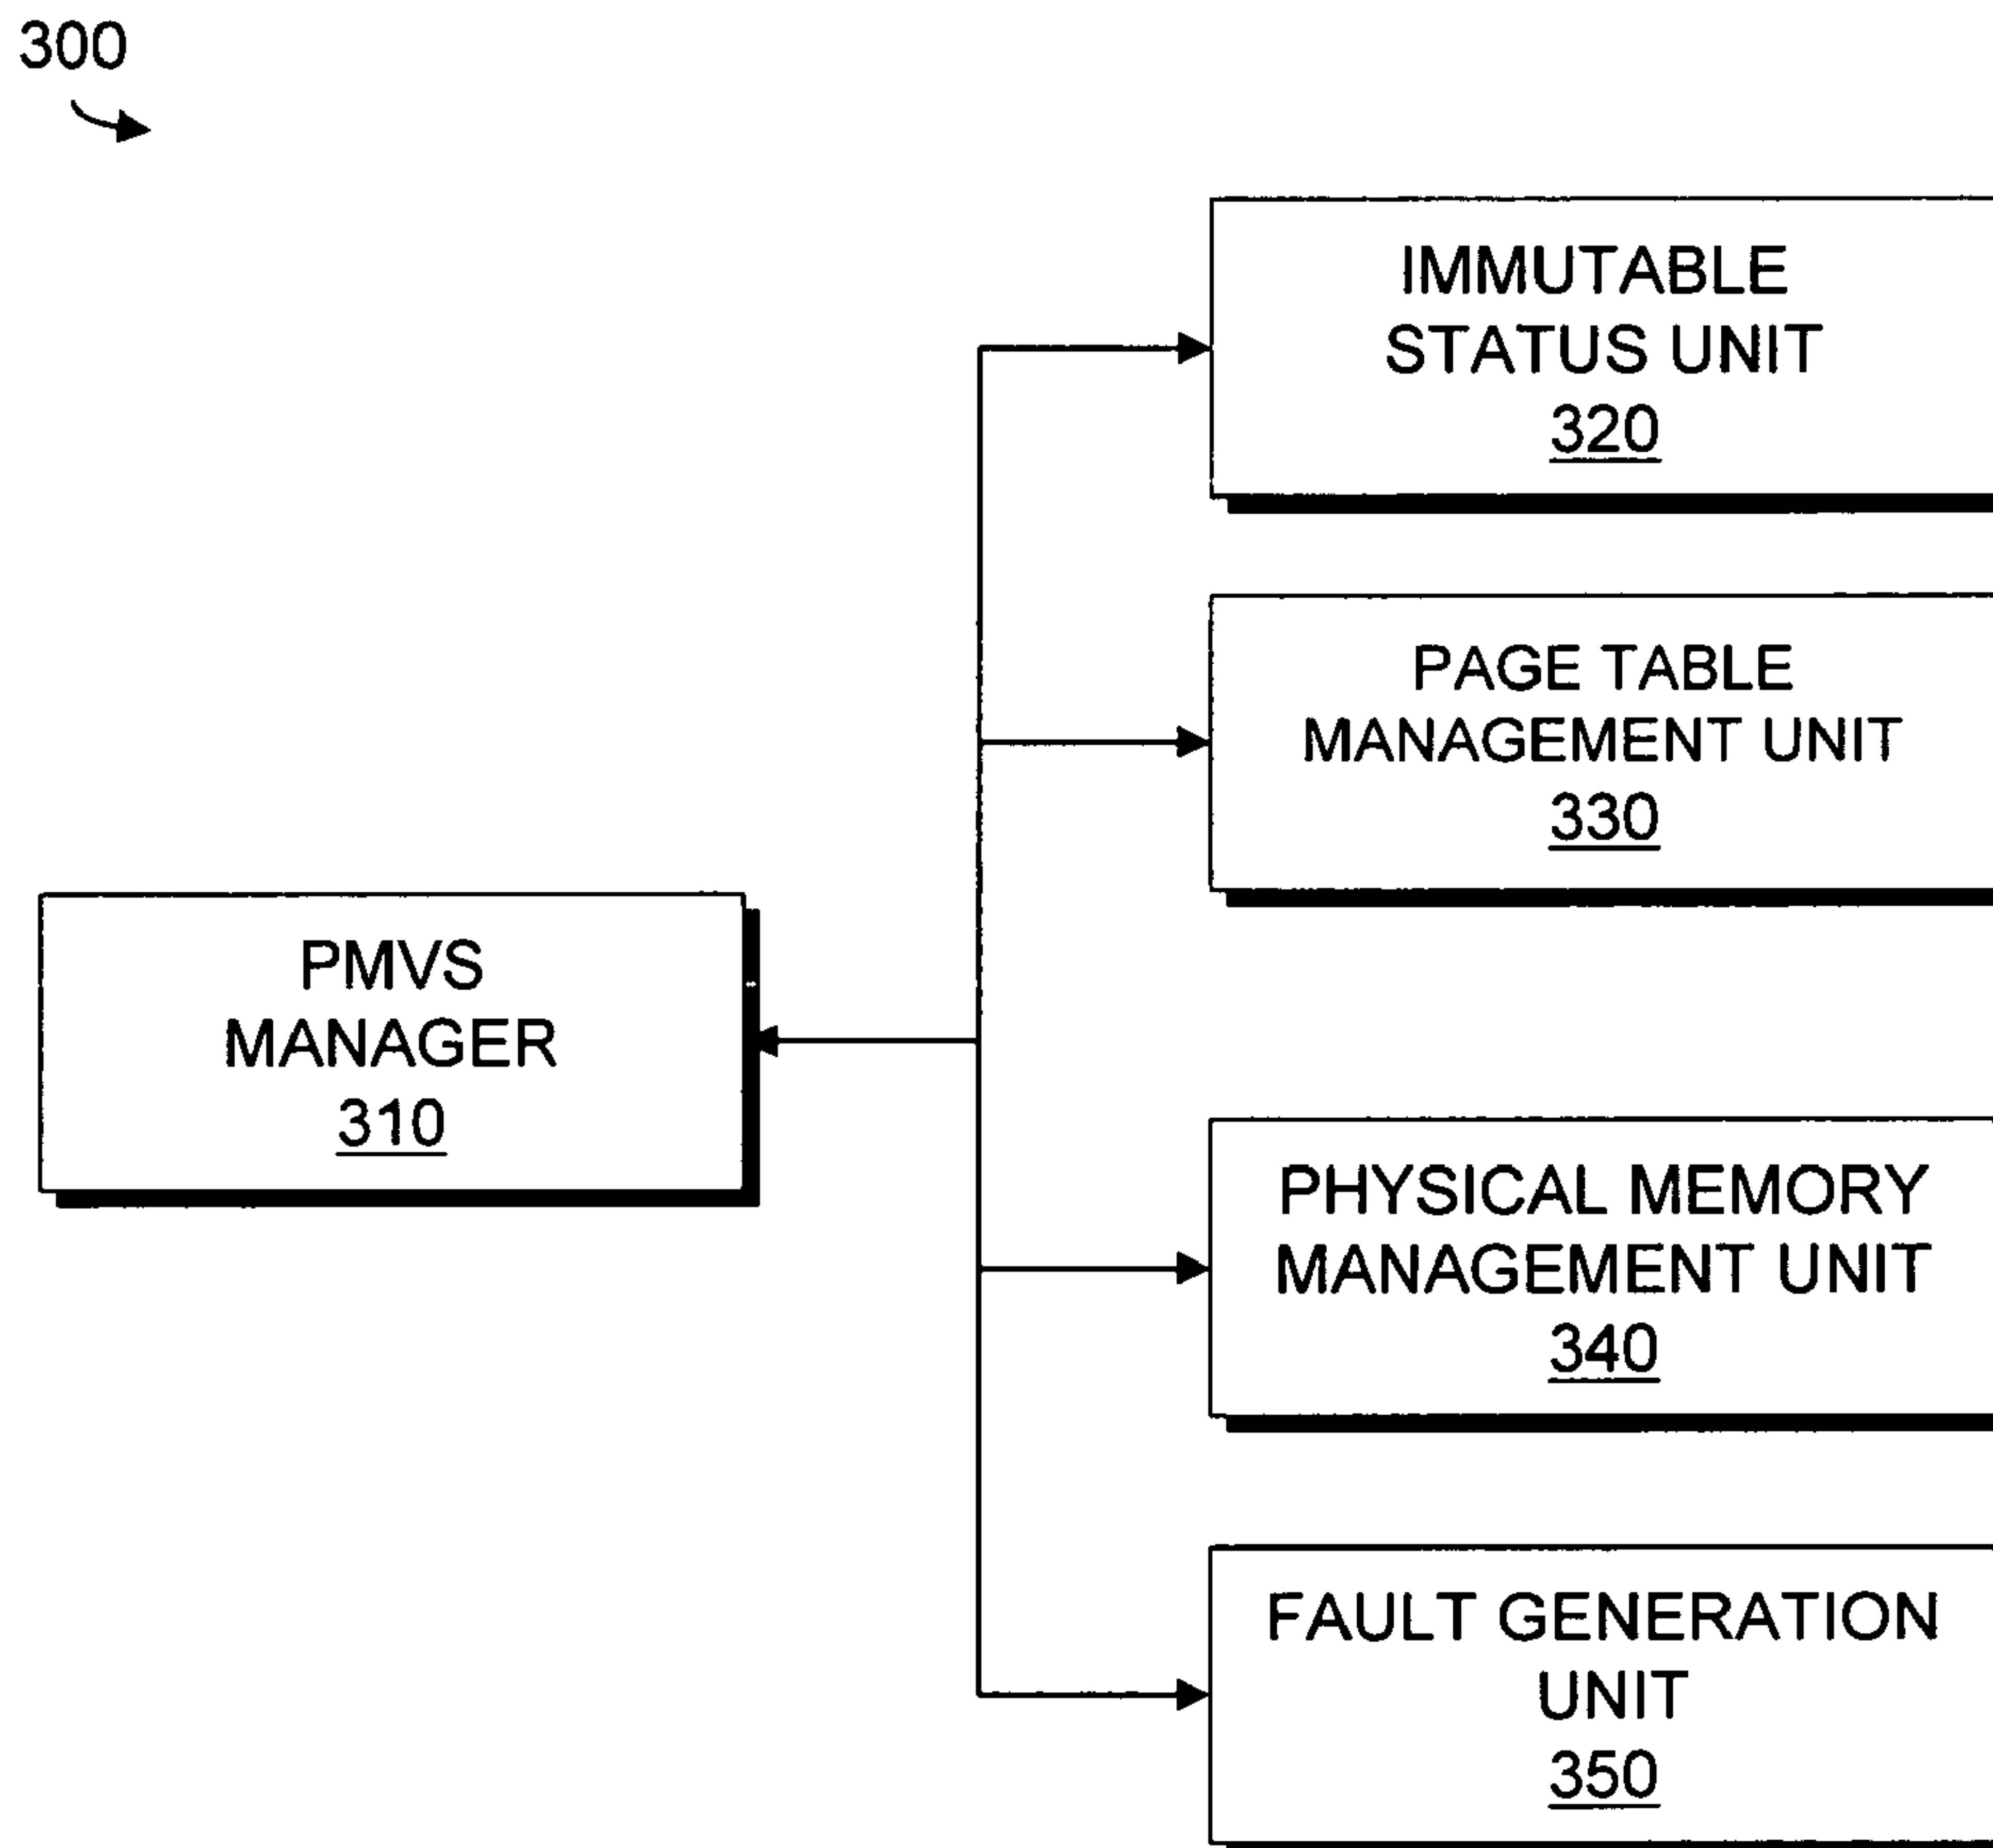 300
IMMUTABLE
STATUS UNIT
320
PAGE TABLE
MANAGEMENT UNIT
330
PMVS
MANAGER
310
PHYSICAL MEMORY
MANAGEMENT UNIT
340
FAULT GENERATION
UNIT
350